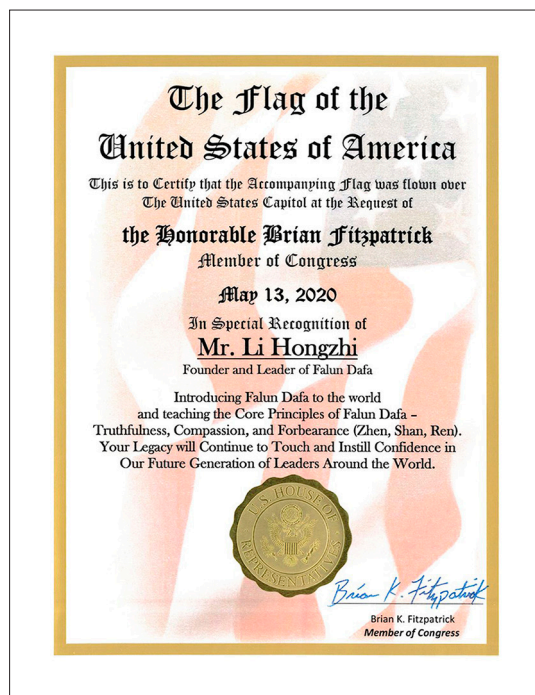 The Flag of the
United States of America
This is to Certify that the Accompanying Flag was flown over
The United States Capitol at the Request of
the Honorable Brian Fitzpatrick
Member of Congress
May 13, 2020
In Special Recognition of
Mr. Li Hongzhi
Founder and Leader of Falun Dafa
Introducing Falun Dafa to the world
and teaching the Core Principles of Falun Dafa –
Truthfulness, Compassion, and Forbearance (Zhen, Shan, Ren).
Your Legacy will Continue to Touch and Instill Confidence in
Our Future Generation of Leaders Around the World.
U.S. HOUSE OF
REPRESENTATIVES
Brian K. Fitzpatrick
Brian K. Fitzpatrick
Member of Congress